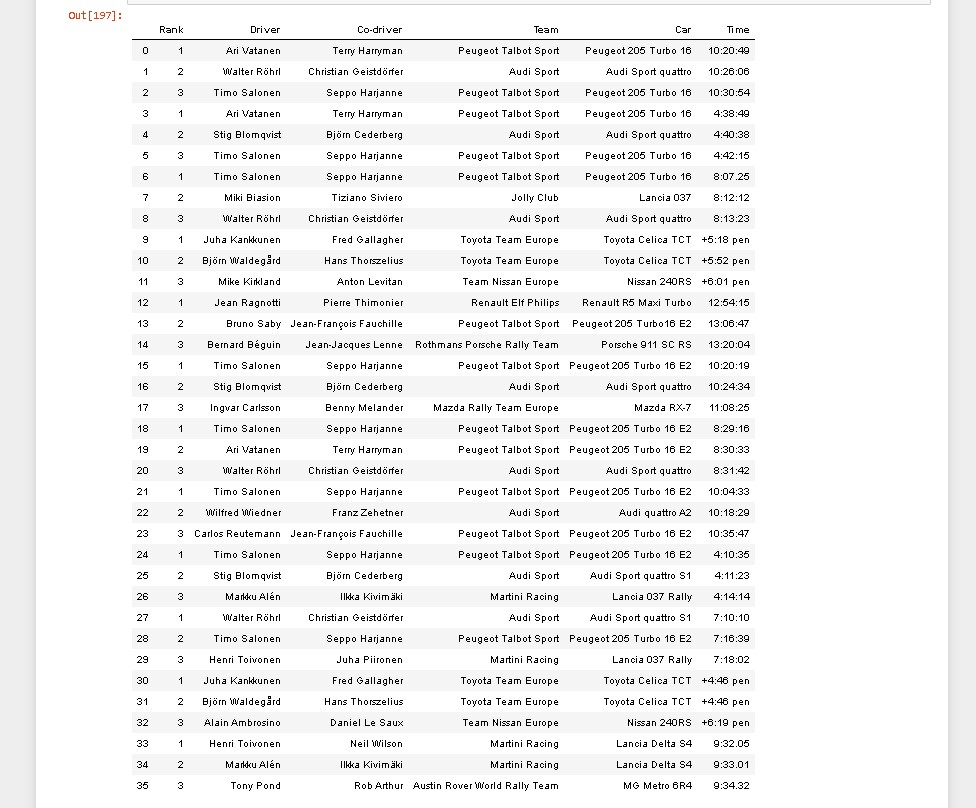 Out[197]:
Rank Driver Co-driver Team Car Time
0 1 Ari Vatanen Terry Harryman Peugeot Talbot Sport Peugeot 205 Turbo 16 10:20:49
1 2 Walter Röhrl Christian Geistdörfer Audi Sport Audi Sport quattro 10:26:06
2 3 Timo Salonen Seppo Harjanne Peugeot Talbot Sport Peugeot 205 Turbo 16 10:30:54
3 1 Ari Vatanen Terry Harryman Peugeot Talbot Sport Peugeot 205 Turbo 16 4:38:49
4 2 Stig Blomqvist Björn Cederberg Audi Sport Audi Sport quattro 4:40:38
5 3 Timo Salonen Seppo Harjanne Peugeot Talbot Sport Peugeot 205 Turbo 16 4:42:15
6 1 Timo Salonen Seppo Harjanne Peugeot Talbot Sport Peugeot 205 Turbo 16 8:07.25
7 2 Miki Biasion Tiziano Siviero Jolly Club Lancia 037 8:12:12
8 3 Walter Röhrl Christian Geistdörfer Audi Sport Audi Sport quattro 8:13:23
9 1 Juha Kankkunen Fred Gallagher Toyota Team Europe Toyota Celica TCT +5:18 pen
10 2 Björn Waldegård Hans Thorszelius Toyota Team Europe Toyota Celica TCT +5:52 pen
11 3 Mike Kirkland Anton Levitan Team Nissan Europe Nissan 240RS +6:01 pen
12 1 Jean Ragnotti Pierre Thimonier Renault Elf Philips Renault R5 Maxi Turbo 12:54:15
13 2 Bruno Saby Jean-François Fauchille Peugeot Talbot Sport Peugeot 205 Turbo16 E2 13:06:47
14 3 Bernard Béguin Jean-Jacques Lenne Rothmans Porsche Rally Team Porsche 911 SC RS 13:20:04
15 1 Timo Salonen Seppo Harjanne Peugeot Talbot Sport Peugeot 205 Turbo 16 E2 10:20:19
16 2 Stig Blomqvist Björn Cederberg Audi Sport Audi Sport quattro 10:24:34
17 3 Ingvar Carlsson Benny Melander Mazda Rally Team Europe Mazda RX-7 11:08:25
18 1 Timo Salonen Seppo Harjanne Peugeot Talbot Sport Peugeot 205 Turbo 16 E2 8:29:16
19 2 Ari Vatanen Terry Harryman Peugeot Talbot Sport Peugeot 205 Turbo 16 E2 8:30:33
20 3 Walter Röhrl Christian Geistdörfer Audi Sport Audi Sport quattro 8:31:42
21 1 Timo Salonen Seppo Harjanne Peugeot Talbot Sport Peugeot 205 Turbo 16 E2 10:04:33
22 2 Wilfred Wiedner Franz Zehetner Audi Sport Audi quattro A2 10:18:29
23 3 Carlos Reutemann Jean-François Fauchille Peugeot Talbot Sport Peugeot 205 Turbo 16 E2 10:35:47
24 1 Timo Salonen Seppo Harjanne Peugeot Talbot Sport Peugeot 205 Turbo 16 E2 4:10:35
25 2 Stig Blomqvist Björn Cederberg Audi Sport Audi Sport quattro S1 4:11:23
26 3 Markku Alén Ilkka Kivimäki Martini Racing Lancia 037 Rally 4:14:14
27 1 Walter Röhrl Christian Geistdörfer Audi Sport Audi Sport quattro S1 7:10:10
28 2 Timo Salonen Seppo Harjanne Peugeot Talbot Sport Peugeot 205 Turbo 16 E2 7:16:39
29 3 Henri Toivonen Juha Piironen Martini Racing Lancia 037 Rally 7:18:02
30 1 Juha Kankkunen Fred Gallagher Toyota Team Europe Toyota Celica TCT +4:46 pen
31 2 Björn Waldegård Hans Thorszelius Toyota Team Europe Toyota Celica TCT +4:46 pen
32 3 Alain Ambrosino Daniel Le Saux Team Nissan Europe Nissan 240RS +6:19 pen
33 1 Henri Toivonen Neil Wilson Martini Racing Lancia Delta S4 9:32.05
34 2 Markku Alén Ilkka Kivimäki Martini Racing Lancia Delta S4 9:33.01
35 3 Tony Pond Rob Arthur Austin Rover World Rally Team MG Metro 6R4 9:34.32